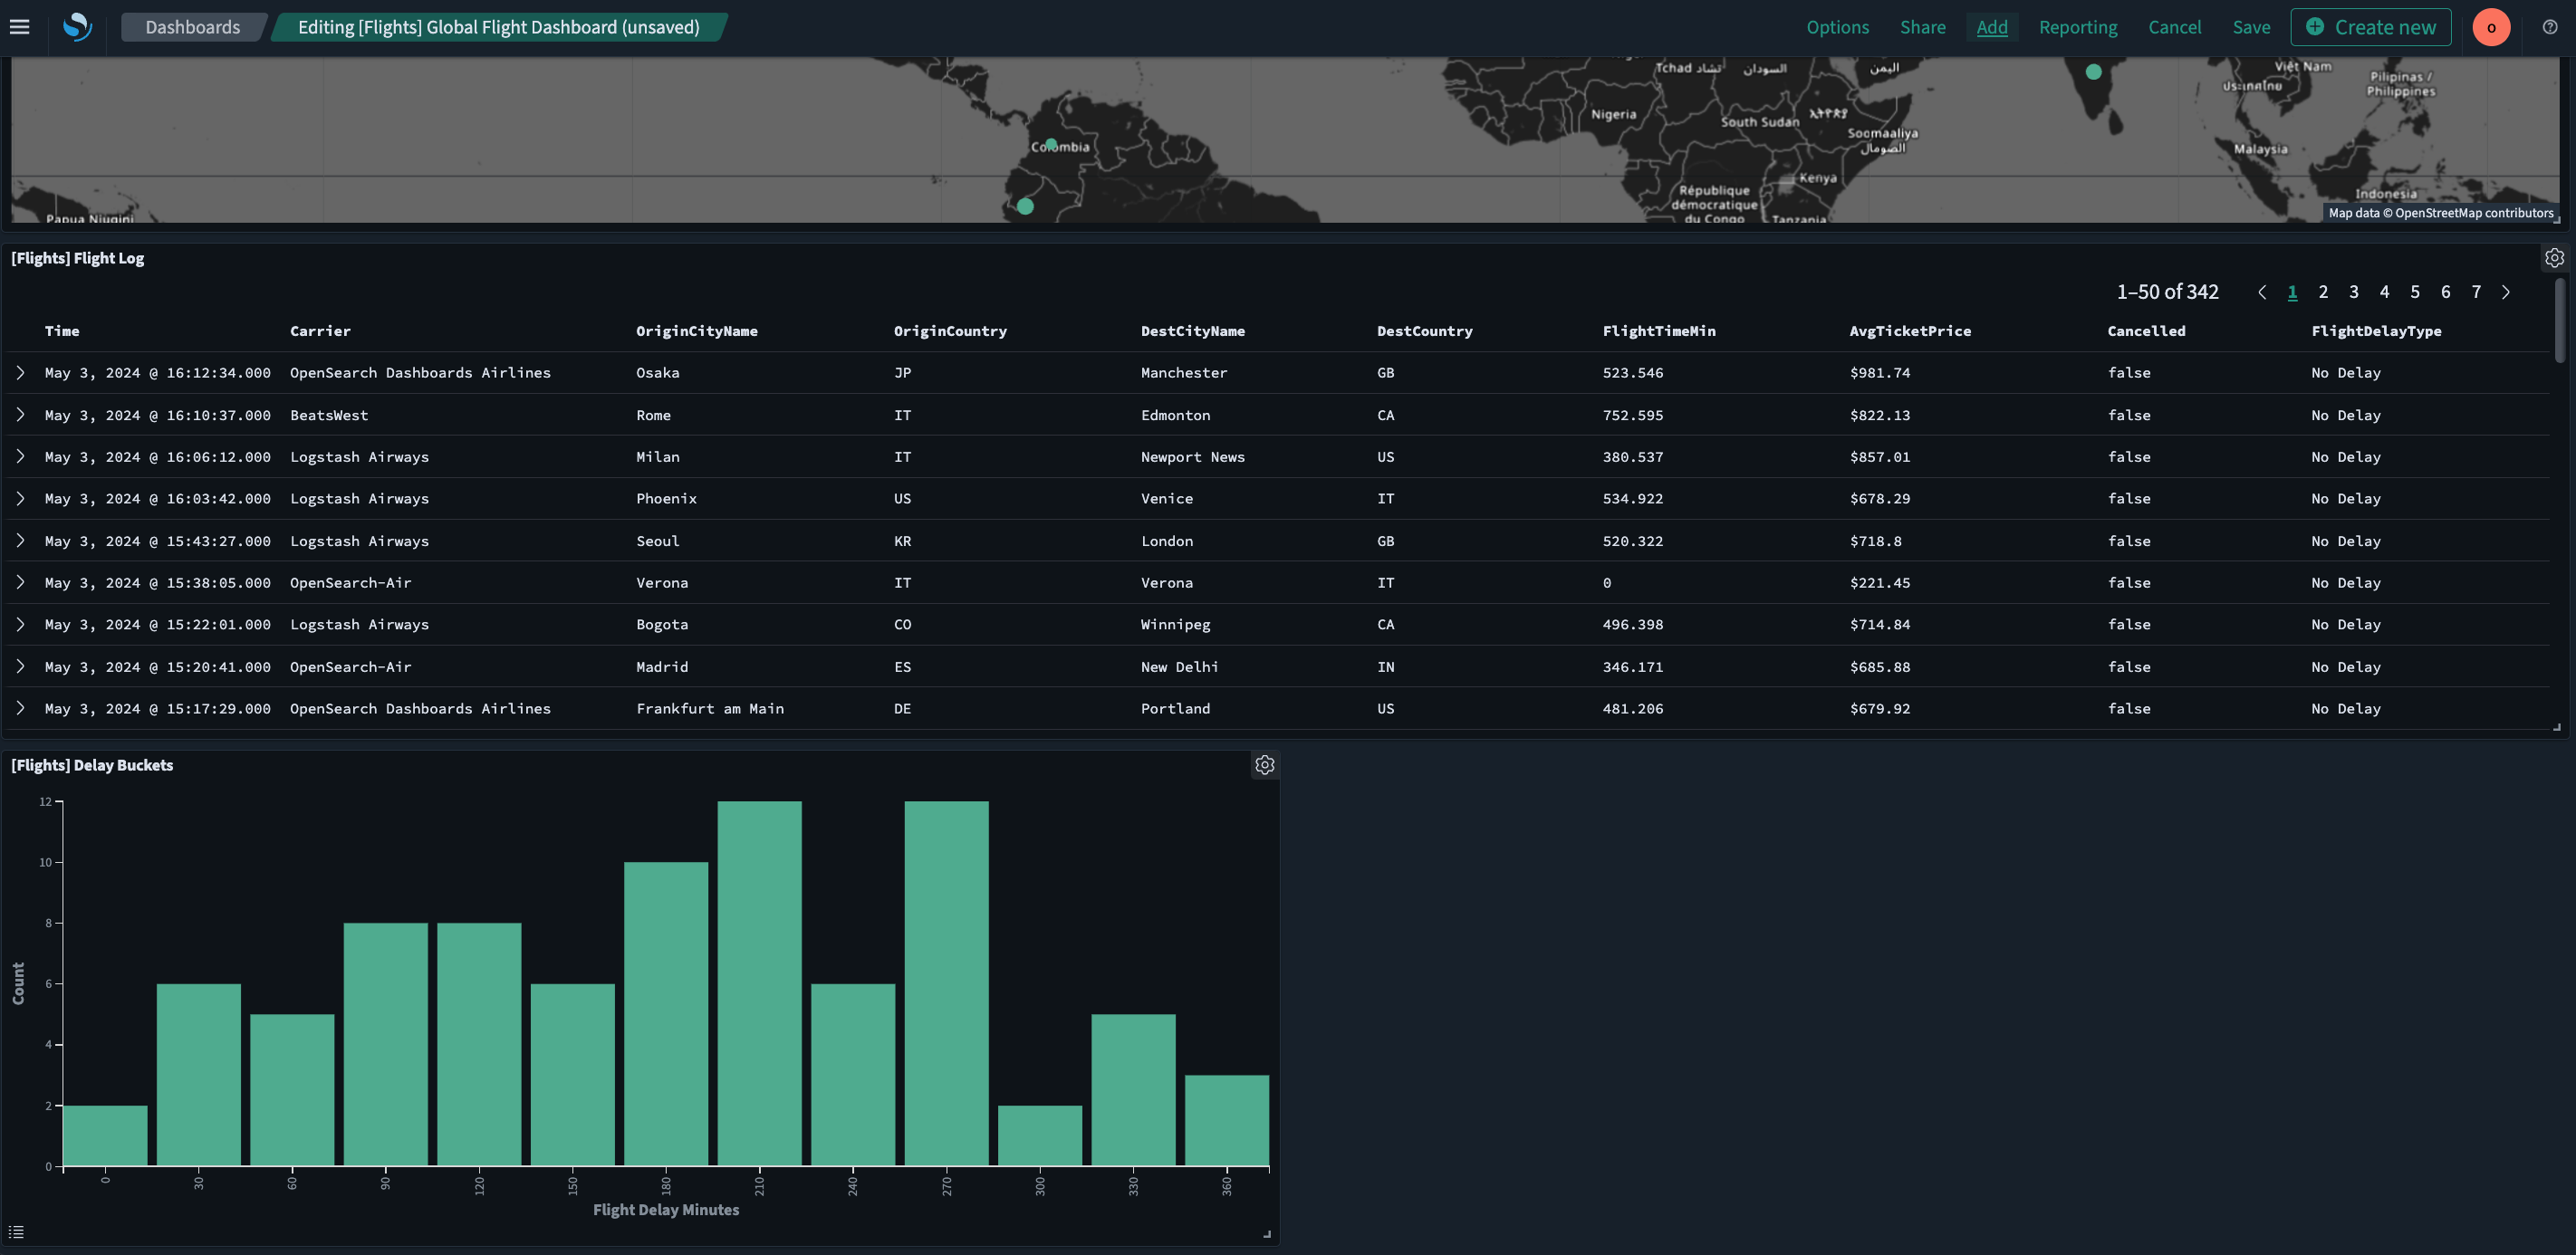 Dashboards
Editing [Flights] Global Flight Dashboard (unsaved)
Options Share Add Reporting Cancel Save Create new o
Tchad تشاد السودان اليمن Việt Nam
Pilipinas / Philippines
Nigeria
South Sudan
Soomaaliya الصومال
Colombia
Malaysia
Kenya
République démocratique du Congo
Indonesia
Papua Niugini
Tanzania
Map data © OpenStreetMap contributors
[Flights] Flight Log
1–50 of 342 1 2 3 4 5 6 7
Time Carrier OriginCityName OriginCountry DestCityName DestCountry FlightTimeMin AvgTicketPrice Cancelled FlightDelayType
May 3, 2024 @ 16:12:34.000 OpenSearch Dashboards Airlines Osaka JP Manchester GB 523.546 $981.74 false No Delay
May 3, 2024 @ 16:10:37.000 BeatsWest Rome IT Edmonton CA 752.595 $822.13 false No Delay
May 3, 2024 @ 16:06:12.000 Logstash Airways Milan IT Newport News US 380.537 $857.01 false No Delay
May 3, 2024 @ 16:03:42.000 Logstash Airways Phoenix US Venice IT 534.922 $678.29 false No Delay
May 3, 2024 @ 15:43:27.000 Logstash Airways Seoul KR London GB 520.322 $718.8 false No Delay
May 3, 2024 @ 15:38:05.000 OpenSearch-Air Verona IT Verona IT 0 $221.45 false No Delay
May 3, 2024 @ 15:22:01.000 Logstash Airways Bogota CO Winnipeg CA 496.398 $714.84 false No Delay
May 3, 2024 @ 15:20:41.000 OpenSearch-Air Madrid ES New Delhi IN 346.171 $685.88 false No Delay
May 3, 2024 @ 15:17:29.000 OpenSearch Dashboards Airlines Frankfurt am Main DE Portland US 481.206 $679.92 false No Delay
[Flights] Delay Buckets
12
10
8
6
4
2
0
Count
0 30 60 90 120 150 180 210 240 270 300 330 360
Flight Delay Minutes